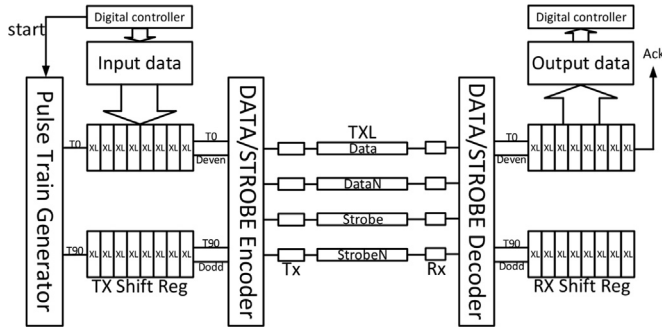 Digital controller
Digital controller
start
Input data
Output data
Ack
Pulse Train Generator
DATA/STROBE Encoder
DATA/STROBE Decoder
TXL
T0
XL XL XL XL XL XL XL XL
T0
Deven
Data
T0
Deven
XL XL XL XL XL XL XL XL
DataN
Strobe
T90
XL XL XL XL XL XL XL XL
T90
Dodd
StrobeN
T90
Dodd
XL XL XL XL XL XL XL XL
Tx
Rx
TX Shift Reg
RX Shift Reg